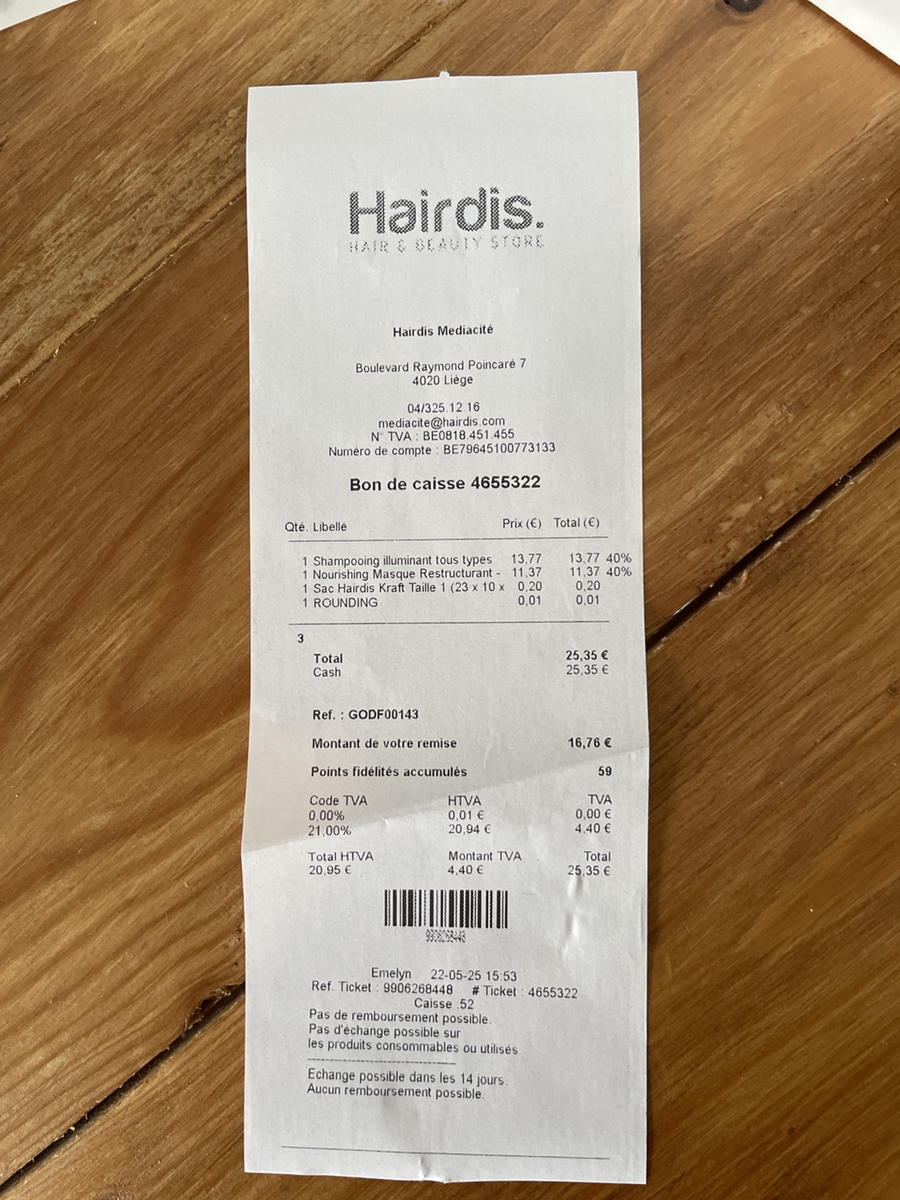 Hairdis.
HAIR & BEAUTY STORE
Hairdis Mediacité
Boulevard Raymond Poincaré 7
4020 Liège
04/325.12.16
mediacite@hairdis.com
N° TVA : BE0818.451.455
Numéro de compte : BE79645100773133
Bon de caisse 4655322
Qté. Libellé Prix (€) Total (€)
1 Shampooing illuminant tous types 13,77 13,77 40%
1 Nourishing Masque Restructurant - 11,37 11,37 40%
1 Sac Hairdis Kraft Taille 1 (23 x 10 x 0,20 0,20
1 ROUNDING 0,01 0,01
3
Total 25,35 €
Cash 25,35 €
Ref. : GODF00143
Montant de votre remise 16,76 €
Points fidélités accumulés 59
Code TVA HTVA TVA
0,00% 0,01 € 0,00 €
21,00% 20,94 € 4,40 €
Total HTVA Montant TVA Total
20,95 € 4,40 € 25,35 €
9906268448
Emelyn 22-05-25 15:53
Ref. Ticket : 9906268448 # Ticket : 4655322
Caisse :52
Pas de remboursement possible.
Pas d'échange possible sur
les produits consommables ou utilisés.
Echange possible dans les 14 jours.
Aucun remboursement possible.